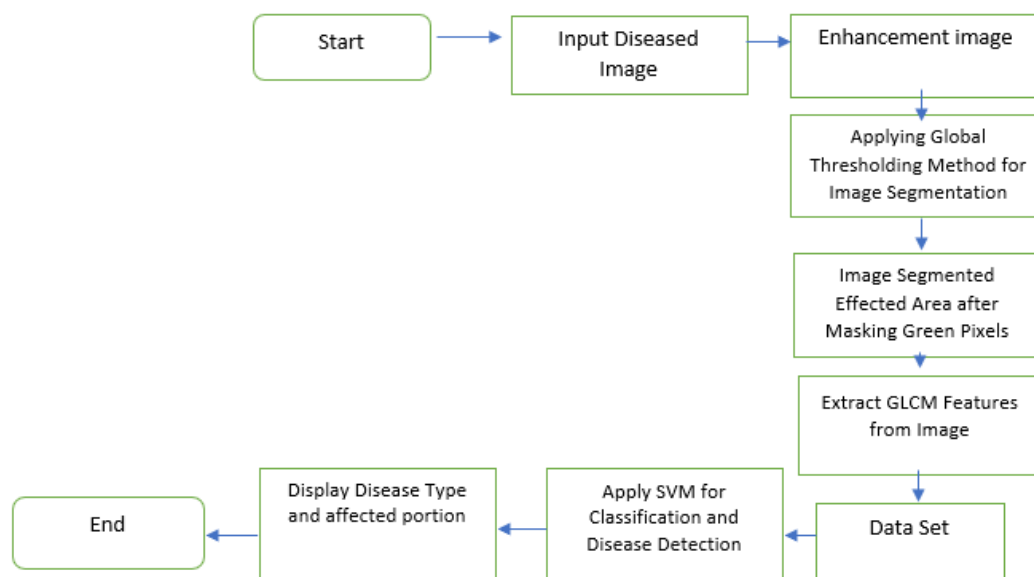 Start
Input Diseased
Image
Enhancement image
Applying Global
Thresholding Method for
Image Segmentation
Image Segmented
Effected Area after
Masking Green Pixels
Extract GLCM Features
from Image
Data Set
Apply SVM for
Classification and
Disease Detection
Display Disease Type
and affected portion
End